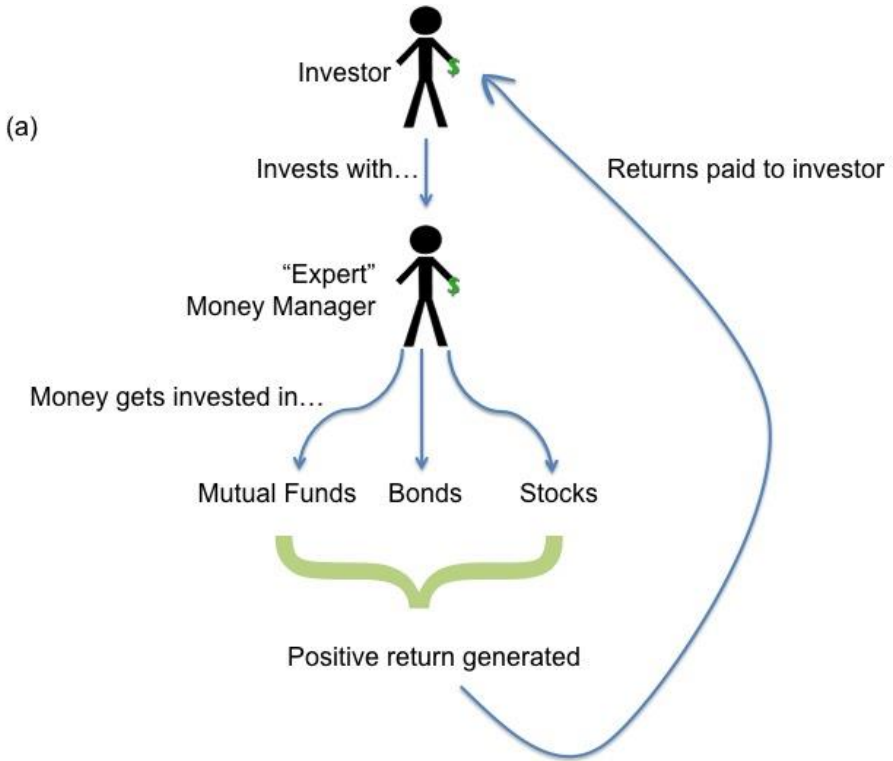 Investor
$
(a)
Invests with…
Returns paid to investor
“Expert”
Money Manager
$
Money gets invested in…
Mutual Funds Bonds Stocks
Positive return generated